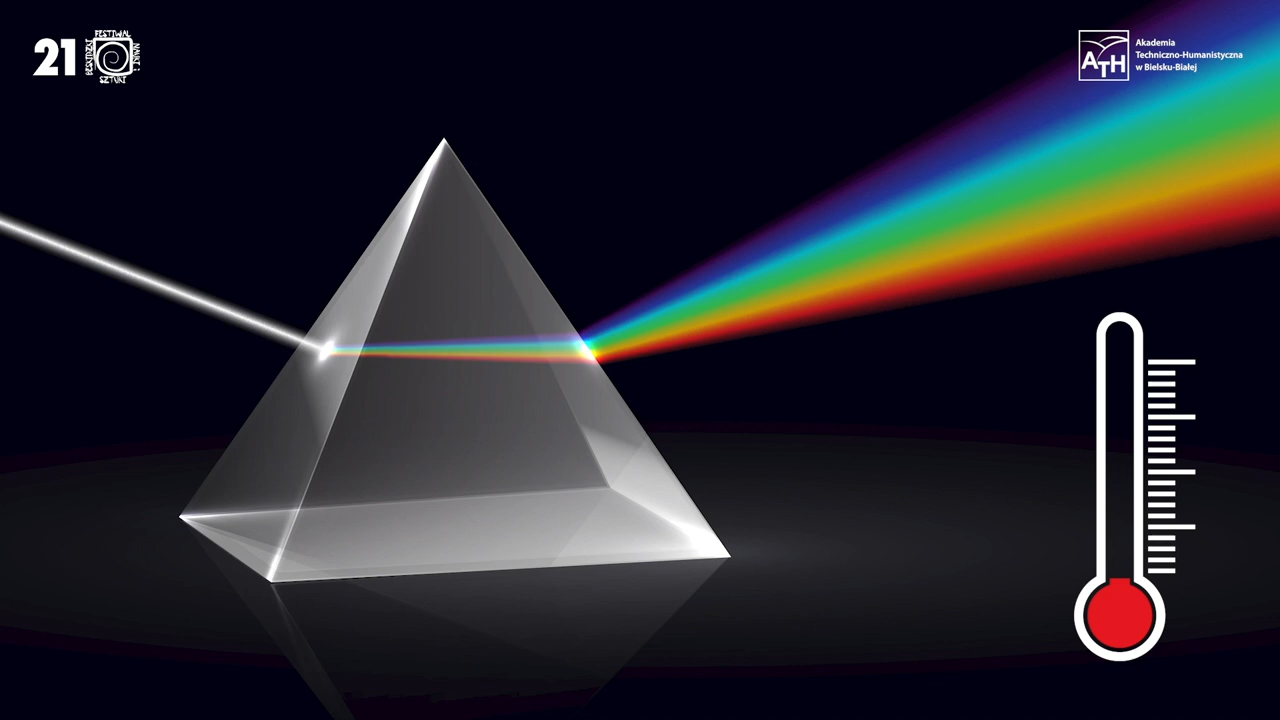 21
FESTIWAL
BESKIDZKI
NAUKI I
SZTUKI
ATH
Akademia
Techniczno-Humanistyczna
w Bielsku-Białej